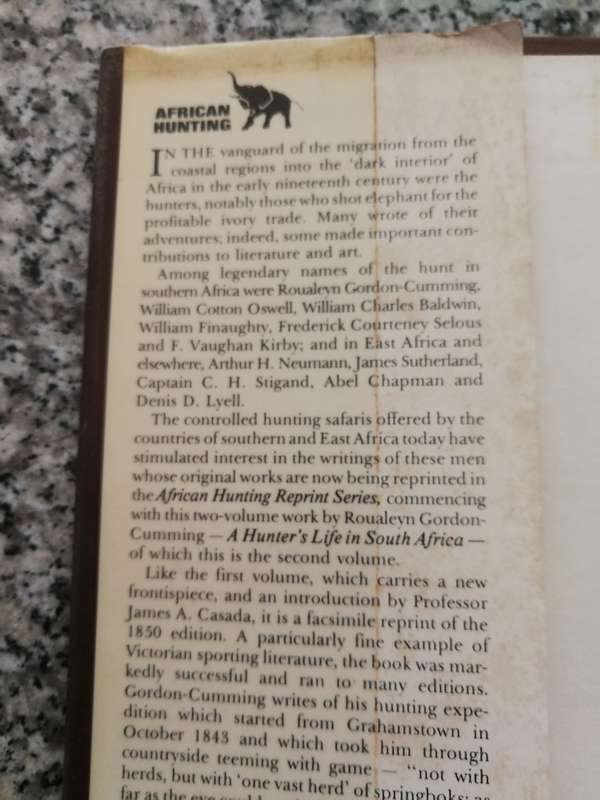 AFRICAN
HUNTING
IN THE vanguard of the migration from the
coastal regions into the 'dark interior' of
Africa in the early nineteenth century were the
hunters, notably those who shot elephant for the
profitable ivory trade. Many wrote of their
adventures; indeed, some made important con-
tributions to literature and art.
Among legendary names of the hunt in
southern Africa were Roualeyn Gordon-Cumming,
William Cotton Oswell, William Charles Baldwin,
William Finaughty, Frederick Courteney Selous
and F. Vaughan Kirby; and in East Africa and
elsewhere, Arthur H. Neumann, James Sutherland,
Captain C. H. Stigand, Abel Chapman and
Denis D. Lyell.
The controlled hunting safaris offered by the
countries of southern and East Africa today have
stimulated interest in the writings of these men
whose original works are now being reprinted in
the African Hunting Reprint Series, commencing
with this two-volume work by Roualeyn Gordon-
Cumming — A Hunter's Life in South Africa —
of which this is the second volume.
Like the first volume, which carries a new
frontispiece, and an introduction by Professor
James A. Casada, it is a facsimile reprint of the
1850 edition. A particularly fine example of
Victorian sporting literature, the book was mar-
kedly successful and ran to many editions.
Gordon-Cumming writes of his hunting expe-
dition which started from Grahamstown in
October 1843 and which took him through
countryside teeming with game — "not with
herds, but with 'one vast herd' of springboks; as
far as the eye could